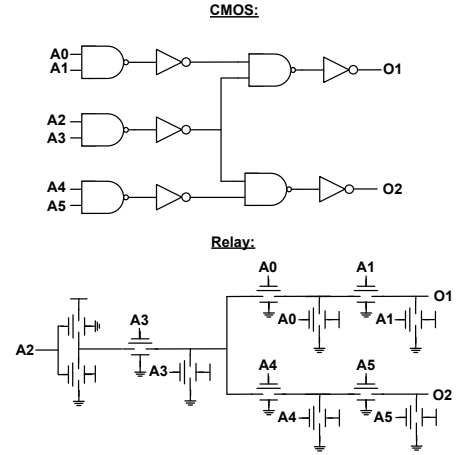 CMOS:
A0
A1
O1
A2
A3
A4
A5
O2
Relay:
A0 A1
A3 O1
A0 A1
A2
A3 A4 A5
O2
A4 A5